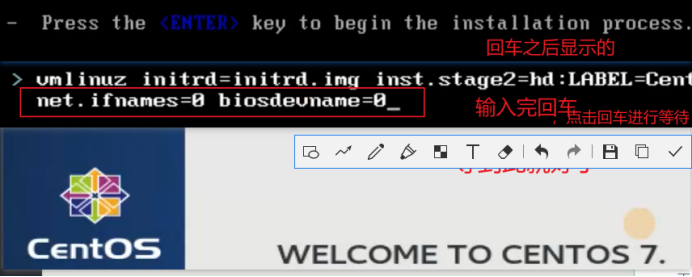 - Press the <ENTER> key to begin the installation process.
回车之后显示的
> vmlinuz initrd=initrd.img inst.stage2=hd:LABEL=Cent
net.ifnames=0 biosdevname=0_
输入完回车
,点击回车进行等待
CentOS
WELCOME TO CENTOS 7.